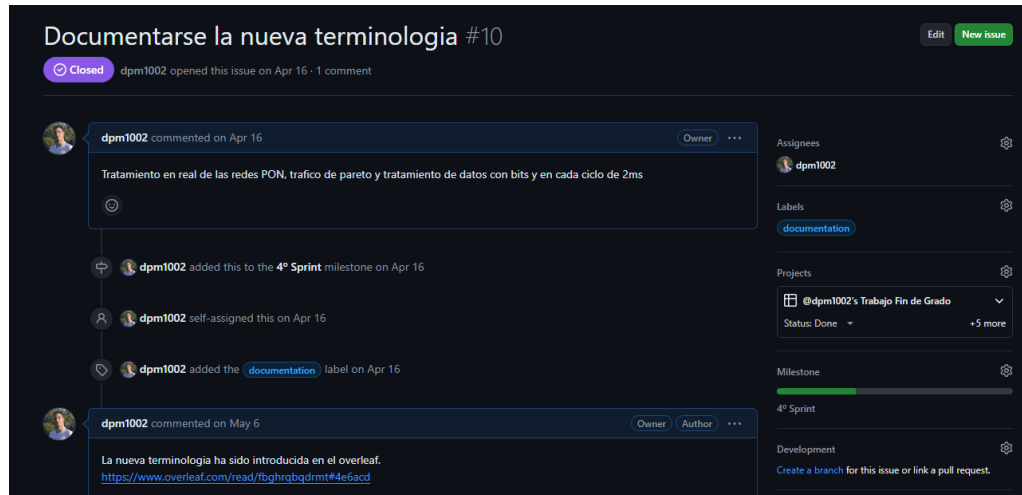 Documentarse la nueva terminologia #10
Edit
New issue
Closed
dpm1002 opened this issue on Apr 16 · 1 comment
dpm1002 commented on Apr 16
Owner
Tratamiento en real de las redes PON, trafico de pareto y tratamiento de datos con bits y en cada ciclo de 2ms
dpm1002 added this to the 4º Sprint milestone on Apr 16
dpm1002 self-assigned this on Apr 16
dpm1002 added the documentation label on Apr 16
dpm1002 commented on May 6
Owner
Author
La nueva terminologia ha sido introducida en el overleaf.
https://www.overleaf.com/read/fbghrqbqdrmt#4e6acd
Assignees
dpm1002
Labels
documentation
Projects
@dpm1002's Trabajo Fin de Grado
Status: Done
+5 more
Milestone
4º Sprint
Development
Create a branch for this issue or link a pull request.